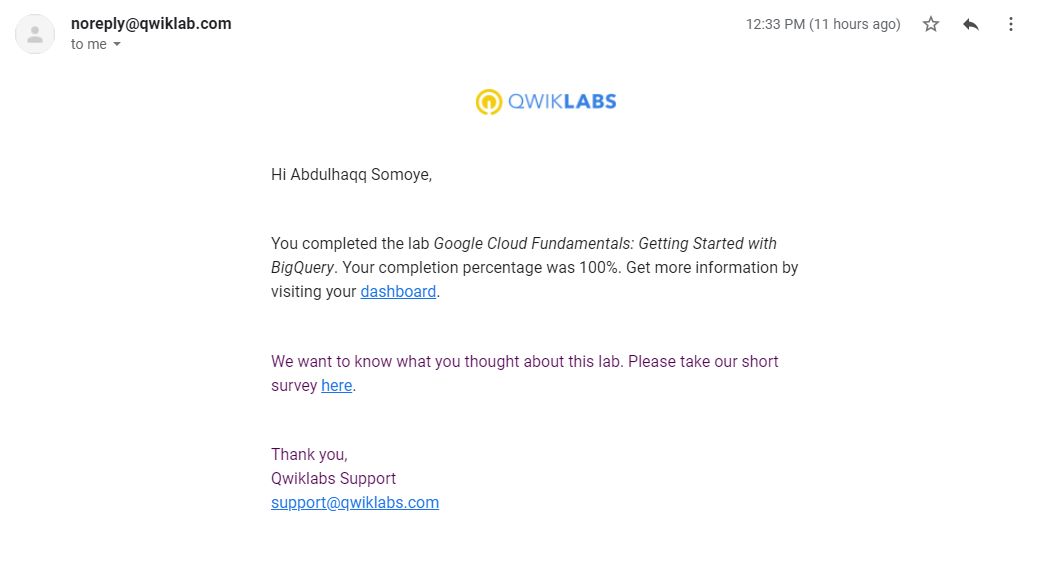 noreply@qwiklab.com
12:33 PM (11 hours ago)
to me
QWIKLABS
Hi Abdulhaqq Somoye,
You completed the lab Google Cloud Fundamentals: Getting Started with
BigQuery. Your completion percentage was 100%. Get more information by
visiting your dashboard.
We want to know what you thought about this lab. Please take our short
survey here.
Thank you,
Qwiklabs Support
support@qwiklabs.com